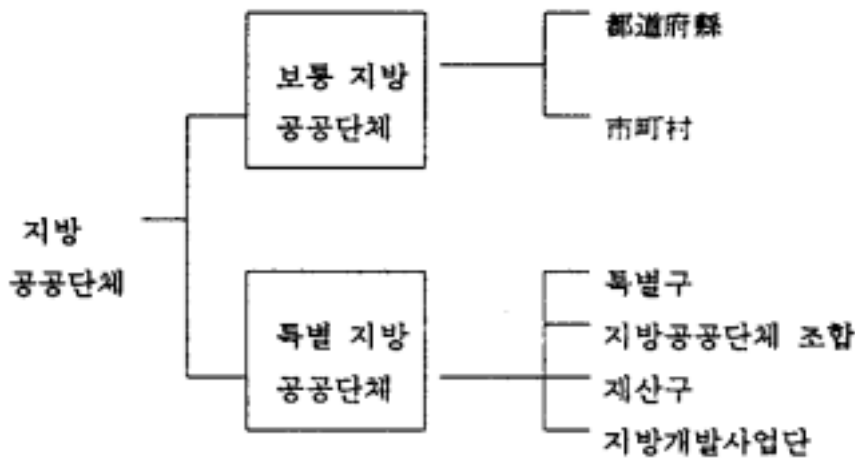 都道府縣
보통 지방
공공단체
市町村
지방
공공단체
특별구
특별 지방
지방공공단체 조합
공공단체
재산구
지방개발사업단